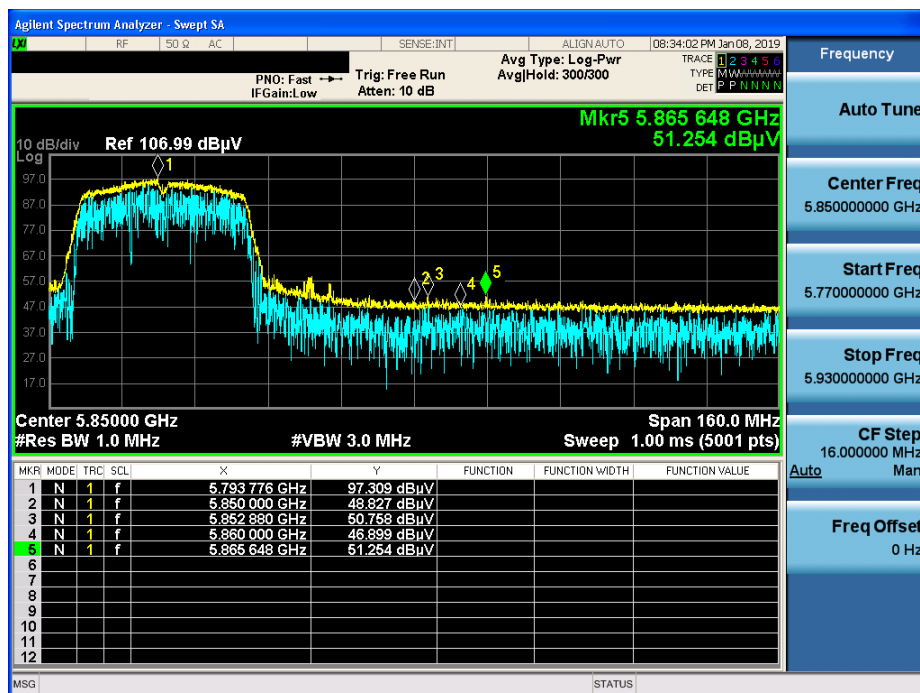 Agilent Spectrum Analyzer - Swept SA
LXI RF 50 Ω AC SENSE:INT ALIGN AUTO 08:34:02 PM Jan 08, 2019
PNO: Fast Trig: Free Run Avg Type: Log-Pwr TRACE 1 2 3 4 5 6
IFGain:Low Atten: 10 dB Avg|Hold: 300/300 TYPE M W
DET P P N N N N
Frequency
Auto Tune
Center Freq
5.850000000 GHz
Start Freq
5.770000000 GHz
Stop Freq
5.930000000 GHz
CF Step
16.000000 MHz
Auto Man
Freq Offset
0 Hz
Mkr5 5.865 648 GHz
51.254 dBµV
10 dB/div Ref 106.99 dBµV
Log
97.0
87.0
77.0
67.0
57.0
47.0
37.0
27.0
17.0
1
2
3
4
5
Center 5.85000 GHz Span 160.0 MHz
#Res BW 1.0 MHz #VBW 3.0 MHz Sweep 1.00 ms (5001 pts)
MKR MODE TRC SCL X Y FUNCTION FUNCTION WIDTH FUNCTION VALUE
1 N 1 f 5.793 776 GHz 97.309 dBµV
2 N 1 f 5.850 000 GHz 48.827 dBµV
3 N 1 f 5.852 880 GHz 50.758 dBµV
4 N 1 f 5.860 000 GHz 46.899 dBµV
5 N 1 f 5.865 648 GHz 51.254 dBµV
6
7
8
9
10
11
12
MSG STATUS